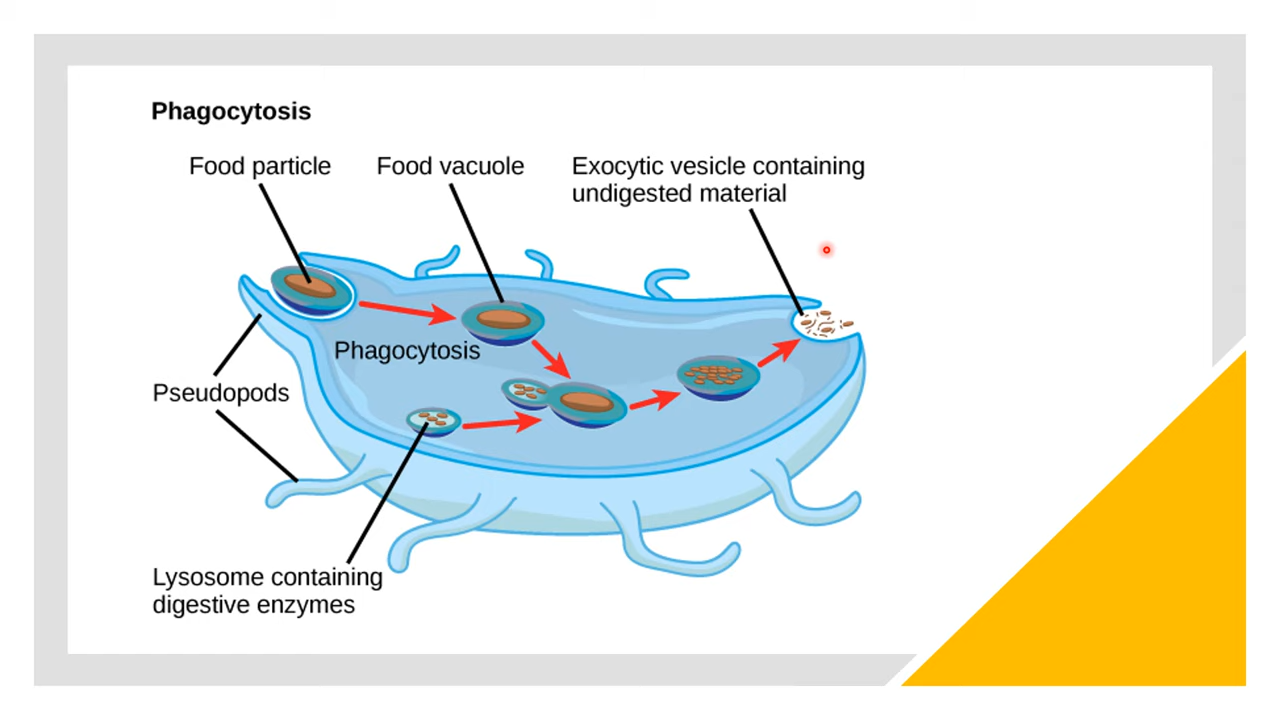 Phagocytosis
Food particle
Food vacuole
Exocytic vesicle containing
undigested material
Phagocytosis
Pseudopods
Lysosome containing
digestive enzymes